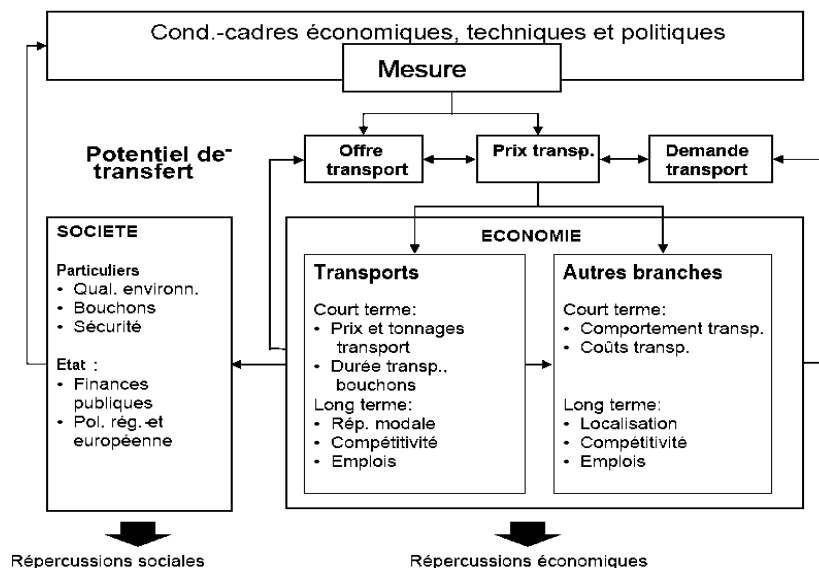 Cond.-cadres économiques, techniques et politiques
Mesure
Potentiel de-
transfert
Offre
transport
Prix transp.
Demande
transport
SOCIETE
Particuliers
• Qual. environn.
• Bouchons
• Sécurité
Etat :
• Finances
publiques
• Pol. rég.-et
européenne
ECONOMIE
Transports
Court terme:
• Prix et tonnages
transport
• Durée transp.,
bouchons
Long terme:
• Rép. modale
• Compétitivité
• Emplois
Autres branches
Court terme:
• Comportement transp.
• Coûts transp.
Long terme:
• Localisation
• Compétitivité
• Emplois
Répercussions sociales
Répercussions économiques